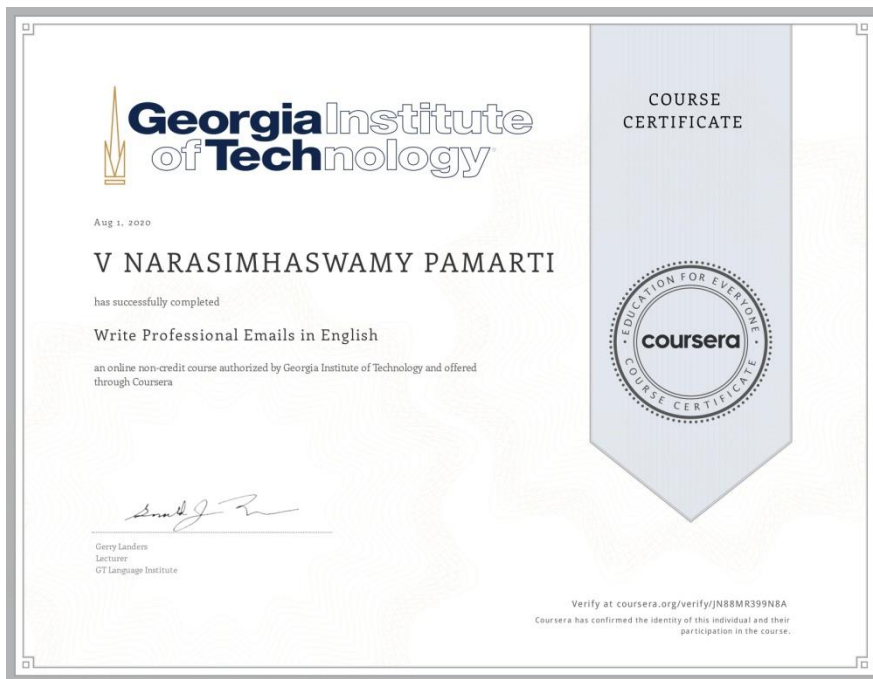 Georgia Institute
of Technology
COURSE
CERTIFICATE
Aug 1, 2020
V NARASIMHASWAMY PAMARTI
has successfully completed
Write Professional Emails in English
an online non-credit course authorized by Georgia Institute of Technology and offered
through Coursera
EDUCATION FOR EVERYONE
coursera
COURSE CERTIFICATE
Gerry Landers
Lecturer
GT Language Institute
Verify at coursera.org/verify/JN88MR399N8A
Coursera has confirmed the identity of this individual and their
participation in the course.